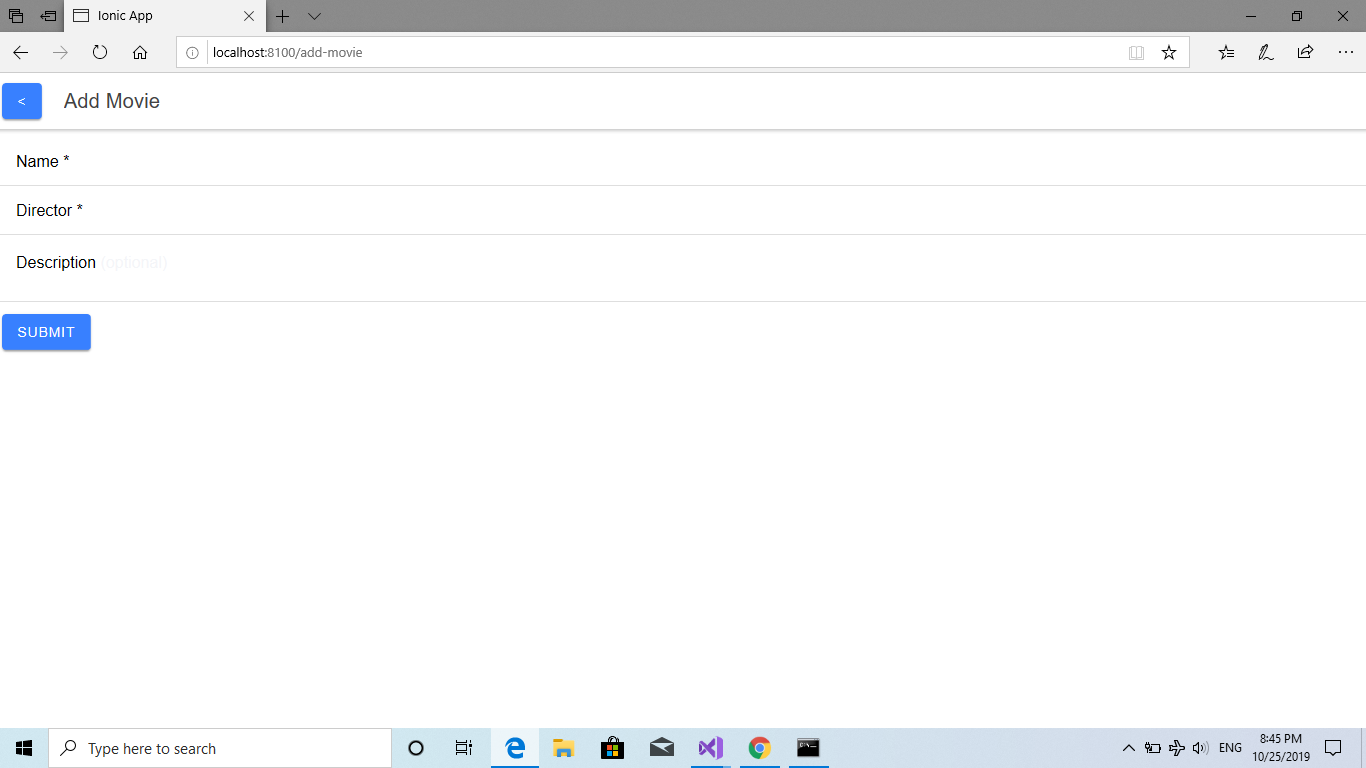 Ionic App
localhost:8100/add-movie
< Add Movie
Name *
Director *
Description (optional)
SUBMIT
Type here to search
ENG
8:45 PM
10/25/2019